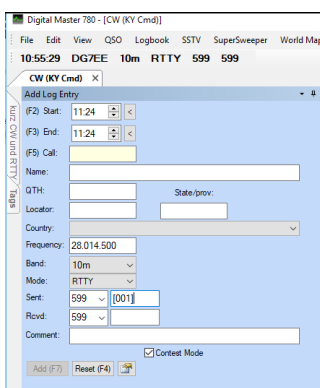 Digital Master 780 - [CW (KY Cmd)]
File Edit View QSO Logbook SSTV SuperSweeper World Map
10:55:29 DG7EE 10m RTTY 599 599
CW (KY Cmd) ×
Add Log Entry
kurz CW und RTTY
Tags
(F2) Start: 11:24 <
(F3) End: 11:24 <
(F5) Call:
Name:
QTH: State/prov:
Locator:
Country:
Frequency: 28.014.500
Band: 10m
Mode: RTTY
Sent: 599 [001]
Rcvd: 599
Comment:
Contest Mode
Add (F7) Reset (F4)